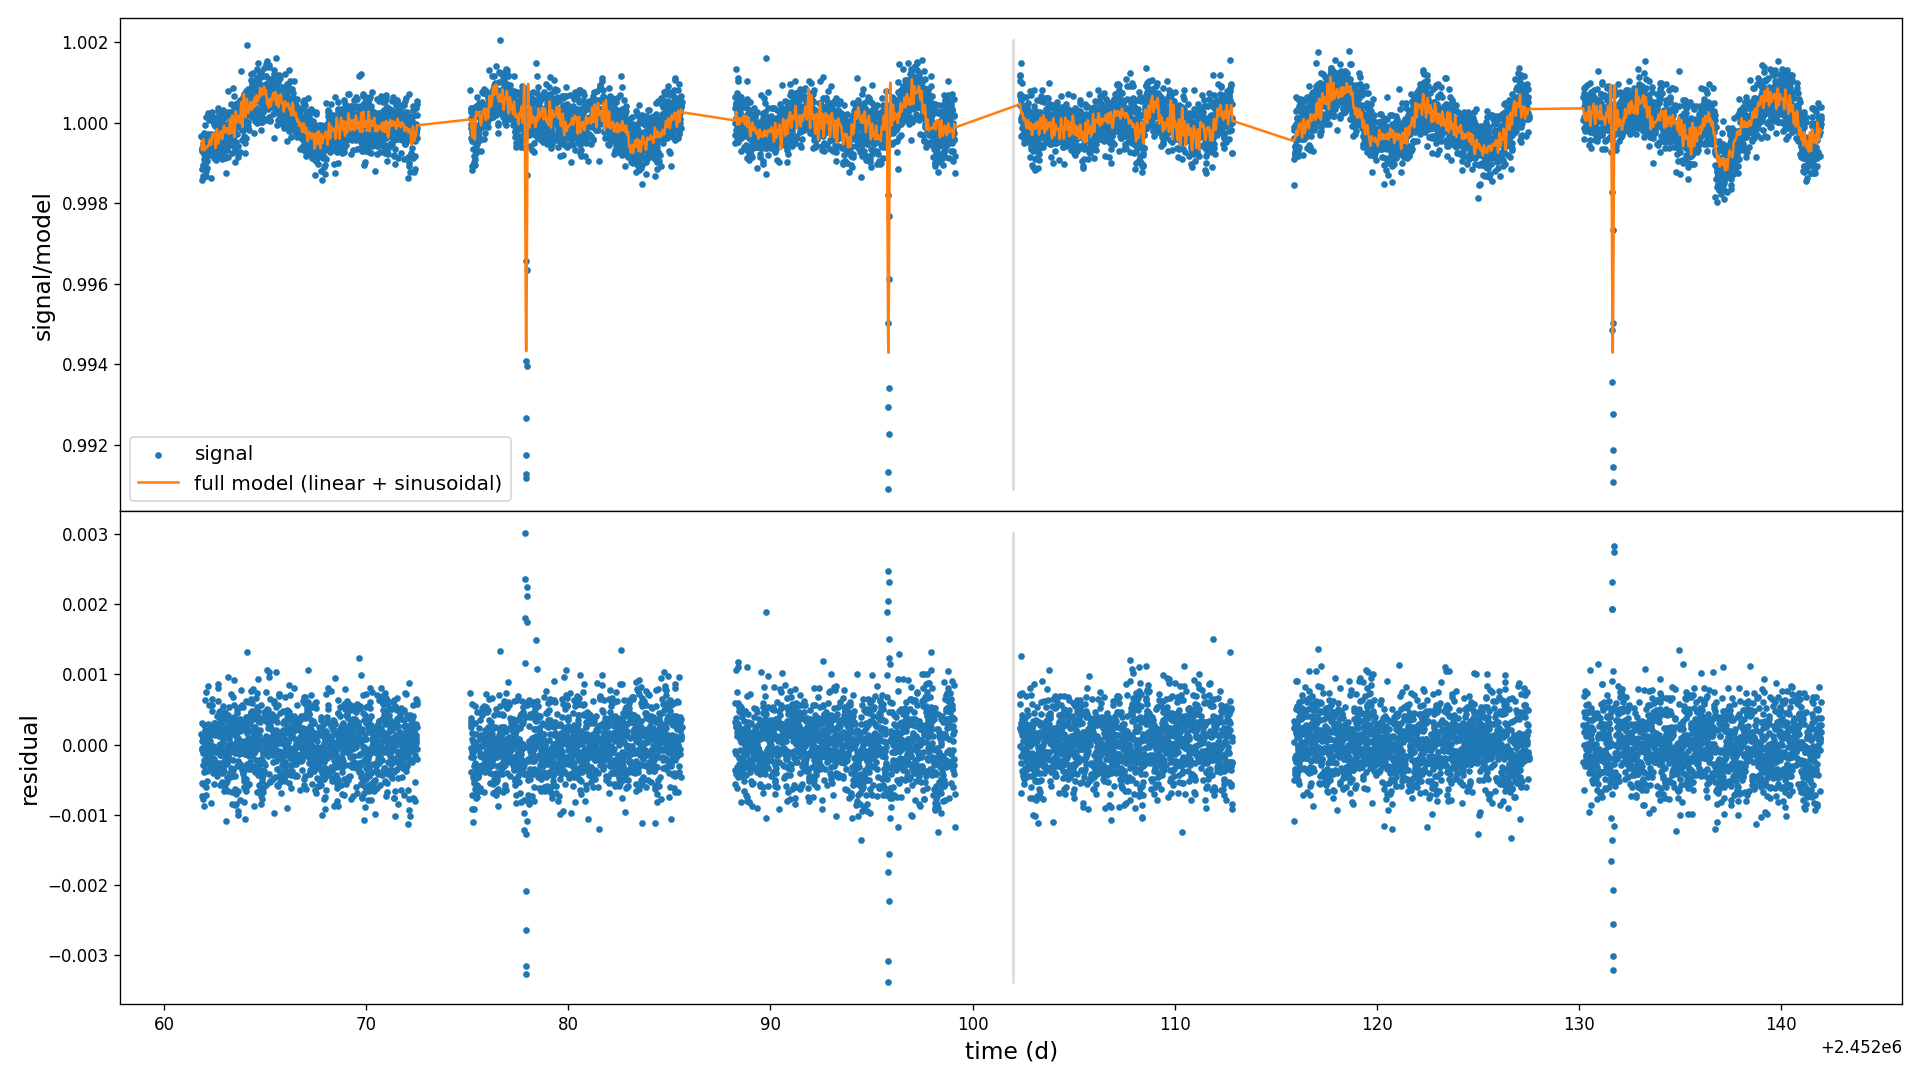 1.002
1.000
0.998
0.996
0.994
0.992
signal/model
signal
full model (linear + sinusoidal)
0.003
0.002
0.001
0.000
−0.001
−0.002
−0.003
residual
60 70 80 90 100 110 120 130 140
time (d)
+2.452e6